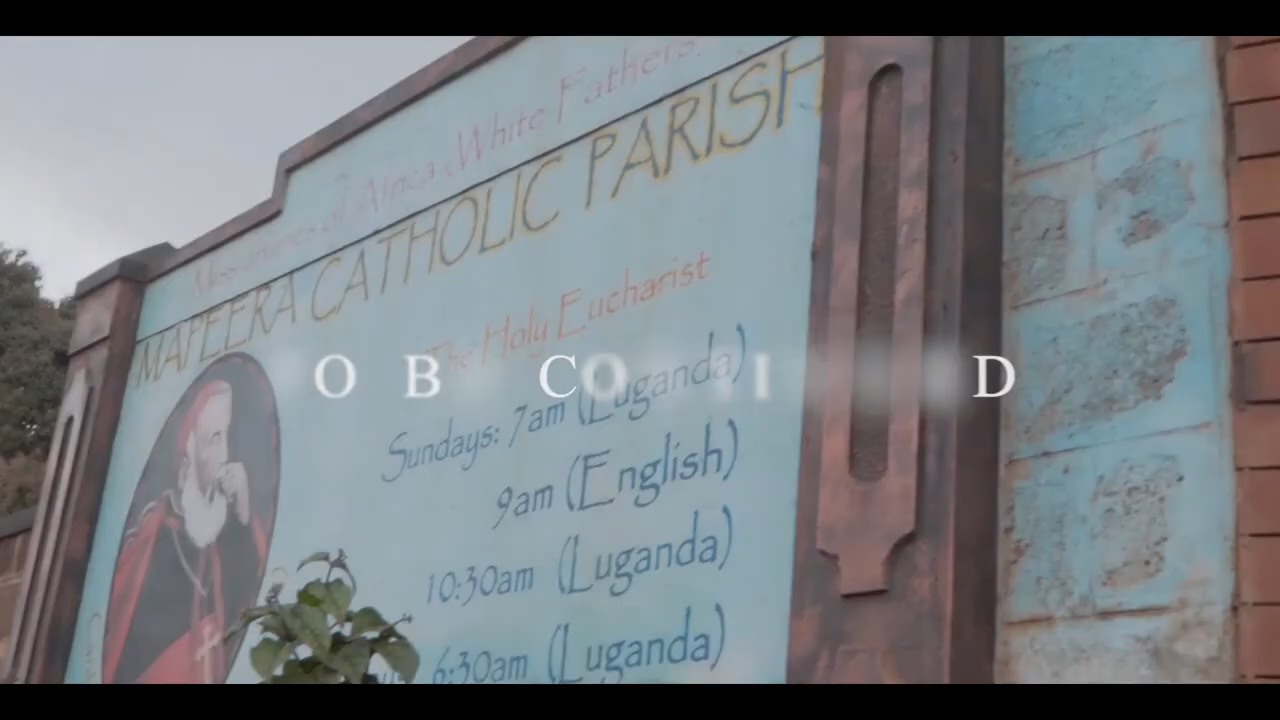 Missionaries of Africa (White Fathers)
MAPEERA CATHOLIC PARISH
The Holy Eucharist
Sundays: 7am (Luganda)
9am (English)
10:30am (Luganda)
6:30am (Luganda)